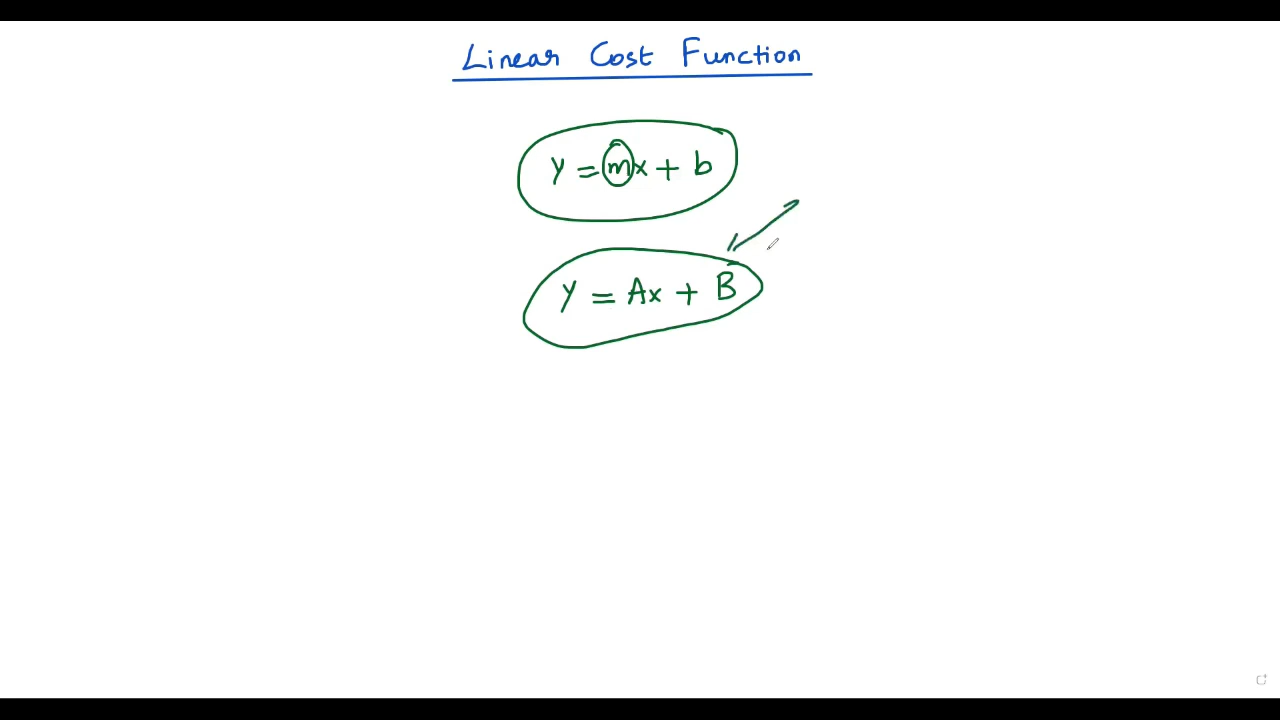 Linear Cost Function
y = mx + b
y = Ax + B